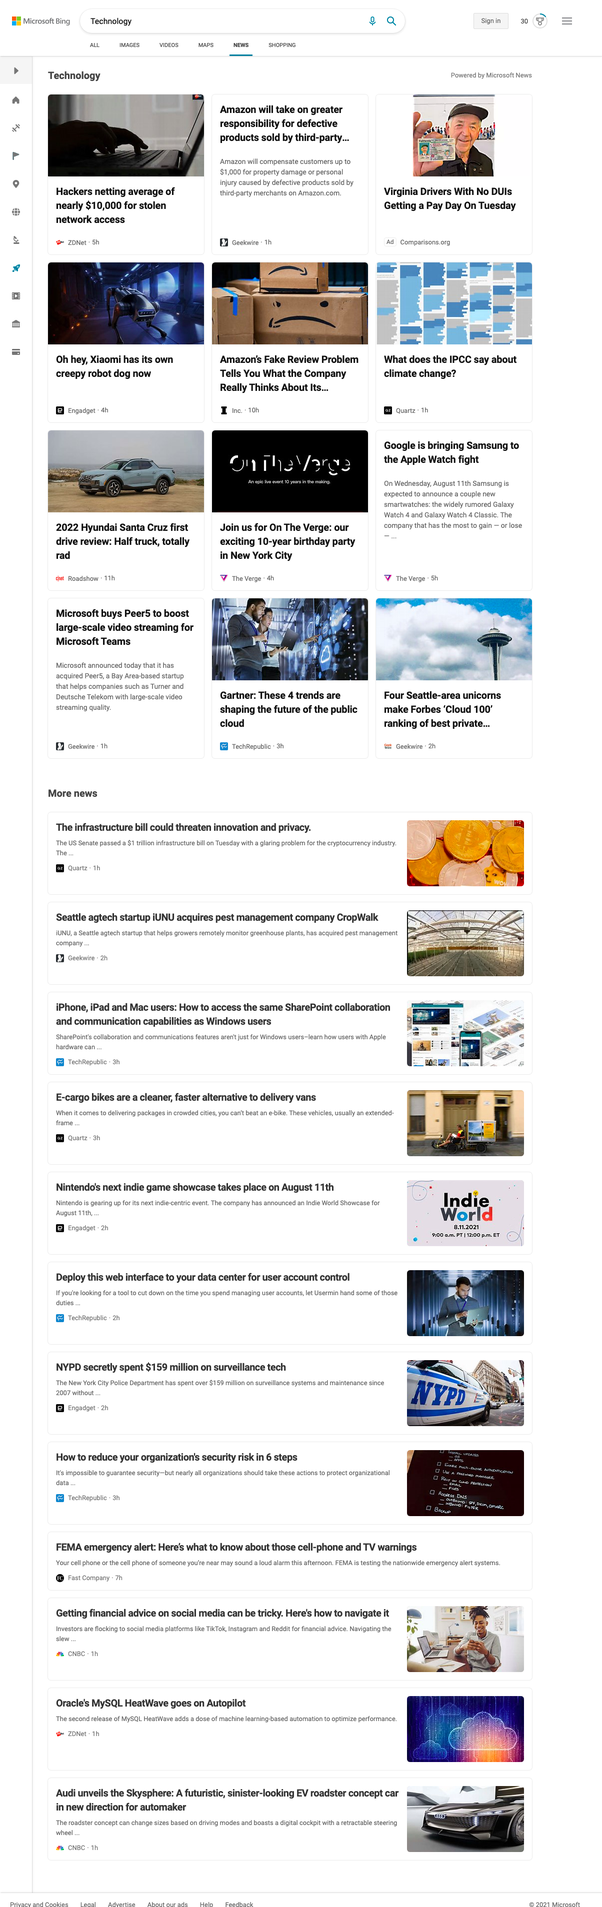 Microsoft Bing
Technology
Sign in
30
ALL IMAGES VIDEOS MAPS NEWS SHOPPING
Technology
Powered by Microsoft News
Hackers netting average of
nearly $10,000 for stolen
network access
ZDNet · 5h
Amazon will take on greater
responsibility for defective
products sold by third-party...
Amazon will compensate customers up to
$1,000 for property damage or personal
injury caused by defective products sold by
third-party merchants on Amazon.com.
Geekwire · 1h
Virginia Drivers With No DUIs
Getting a Pay Day On Tuesday
Ad Comparisons.org
Oh hey, Xiaomi has its own
creepy robot dog now
Engadget · 4h
Amazon's Fake Review Problem
Tells You What the Company
Really Thinks About Its...
Inc. · 10h
What does the IPCC say about
climate change?
Quartz · 1h
2022 Hyundai Santa Cruz first
drive review: Half truck, totally
rad
Roadshow · 11h
On The Verge
An epic live event 10 years in the making.
Join us for On The Verge: our
exciting 10-year birthday party
in New York City
The Verge · 4h
Google is bringing Samsung to
the Apple Watch fight
On Wednesday, August 11th Samsung is
expected to announce a couple new
smartwatches: the widely rumored Galaxy
Watch 4 and Galaxy Watch 4 Classic. The
company that has the most to gain — or lose
— ...
The Verge · 5h
Microsoft buys Peer5 to boost
large-scale video streaming for
Microsoft Teams
Microsoft announced today that it has
acquired Peer5, a Bay Area-based startup
that helps companies such as Turner and
Deutsche Telekom with large-scale video
streaming quality.
Geekwire · 1h
Gartner: These 4 trends are
shaping the future of the public
cloud
TechRepublic · 3h
Four Seattle-area unicorns
make Forbes 'Cloud 100'
ranking of best private...
Geekwire · 2h
More news
The infrastructure bill could threaten innovation and privacy.
The US Senate passed a $1 trillion infrastructure bill on Tuesday with a glaring problem for the cryptocurrency industry.
The ...
Quartz · 1h
Seattle agtech startup iUNU acquires pest management company CropWalk
iUNU, a Seattle agtech startup that helps growers remotely monitor greenhouse plants, has acquired pest management
company ...
Geekwire · 2h
iPhone, iPad and Mac users: How to access the same SharePoint collaboration
and communication capabilities as Windows users
SharePoint's collaboration and communications features aren't just for Windows users—learn how users with Apple
hardware can ...
TechRepublic · 3h
E-cargo bikes are a cleaner, faster alternative to delivery vans
When it comes to delivering packages in crowded cities, you can't beat an e-bike. These vehicles, usually an extended-
frame ...
Quartz · 3h
Nintendo's next indie game showcase takes place on August 11th
Nintendo is gearing up for its next indie-centric event. The company has announced an Indie World Showcase for
August 11th, ...
Engadget · 2h
Indie
World
8.11.2021
9:00 a.m. PT | 12:00 p.m. ET
Deploy this web interface to your data center for user account control
If you're looking for a tool to cut down on the time you spend managing user accounts, let Usermin hand some of those
duties ...
TechRepublic · 2h
NYPD secretly spent $159 million on surveillance tech
The New York City Police Department has spent over $159 million on surveillance systems and maintenance since
2007 without ...
Engadget · 2h
NYPD
How to reduce your organization's security risk in 6 steps
It's impossible to guarantee security—but nearly all organizations should take these actions to protect organizational
data ...
TechRepublic · 3h
BACKUP
FEMA emergency alert: Here's what to know about those cell-phone and TV warnings
Your cell phone or the cell phone of someone you're near may sound a loud alarm this afternoon. FEMA is testing the nationwide emergency alert systems.
Fast Company · 7h
Getting financial advice on social media can be tricky. Here's how to navigate it
Investors are flocking to social media platforms like TikTok, Instagram and Reddit for financial advice. Navigating the
slew ...
CNBC · 1h
Oracle's MySQL HeatWave goes on Autopilot
The second release of MySQL HeatWave adds a dose of machine learning-based automation to optimize performance.
ZDNet · 1h
Audi unveils the Skysphere: A futuristic, sinister-looking EV roadster concept car
in new direction for automaker
The roadster concept can change sizes based on driving modes and boasts a digital cockpit with a retractable steering
wheel ...
CNBC · 1h
Privacy and Cookies Legal Advertise About our ads Help Feedback
© 2021 Microsoft